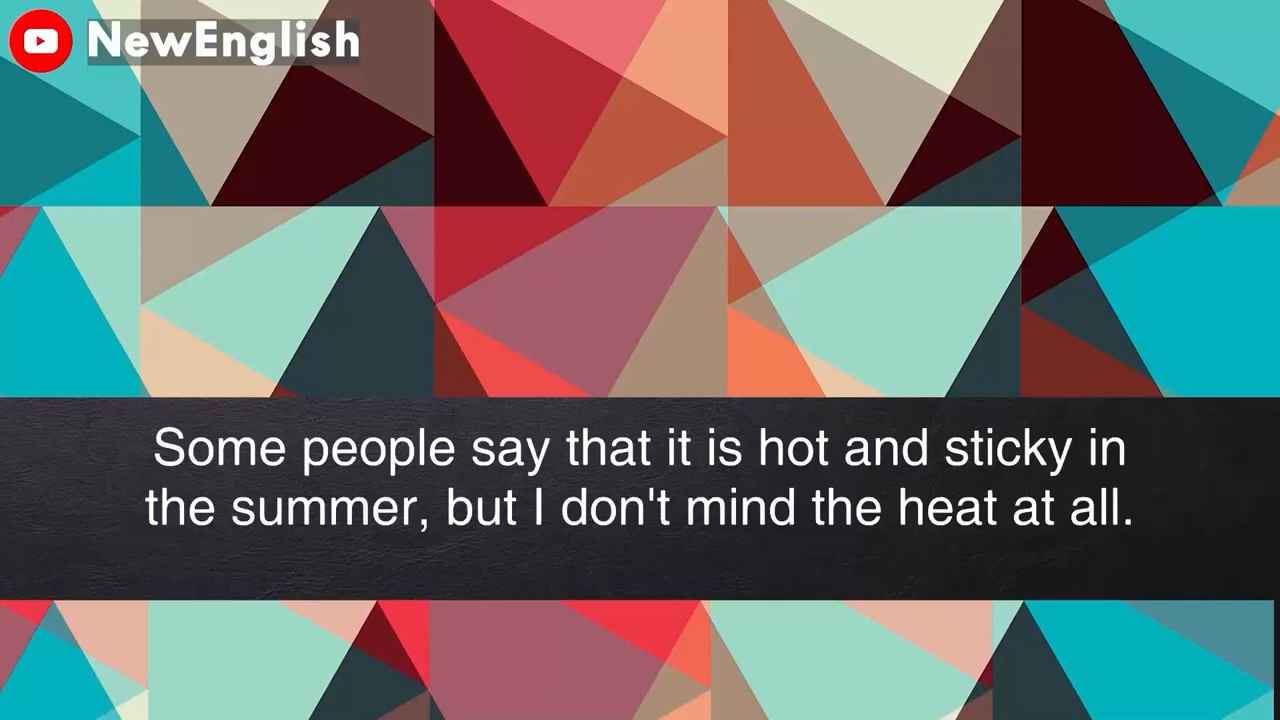 NewEnglish
Some people say that it is hot and sticky in
the summer, but I don't mind the heat at all.